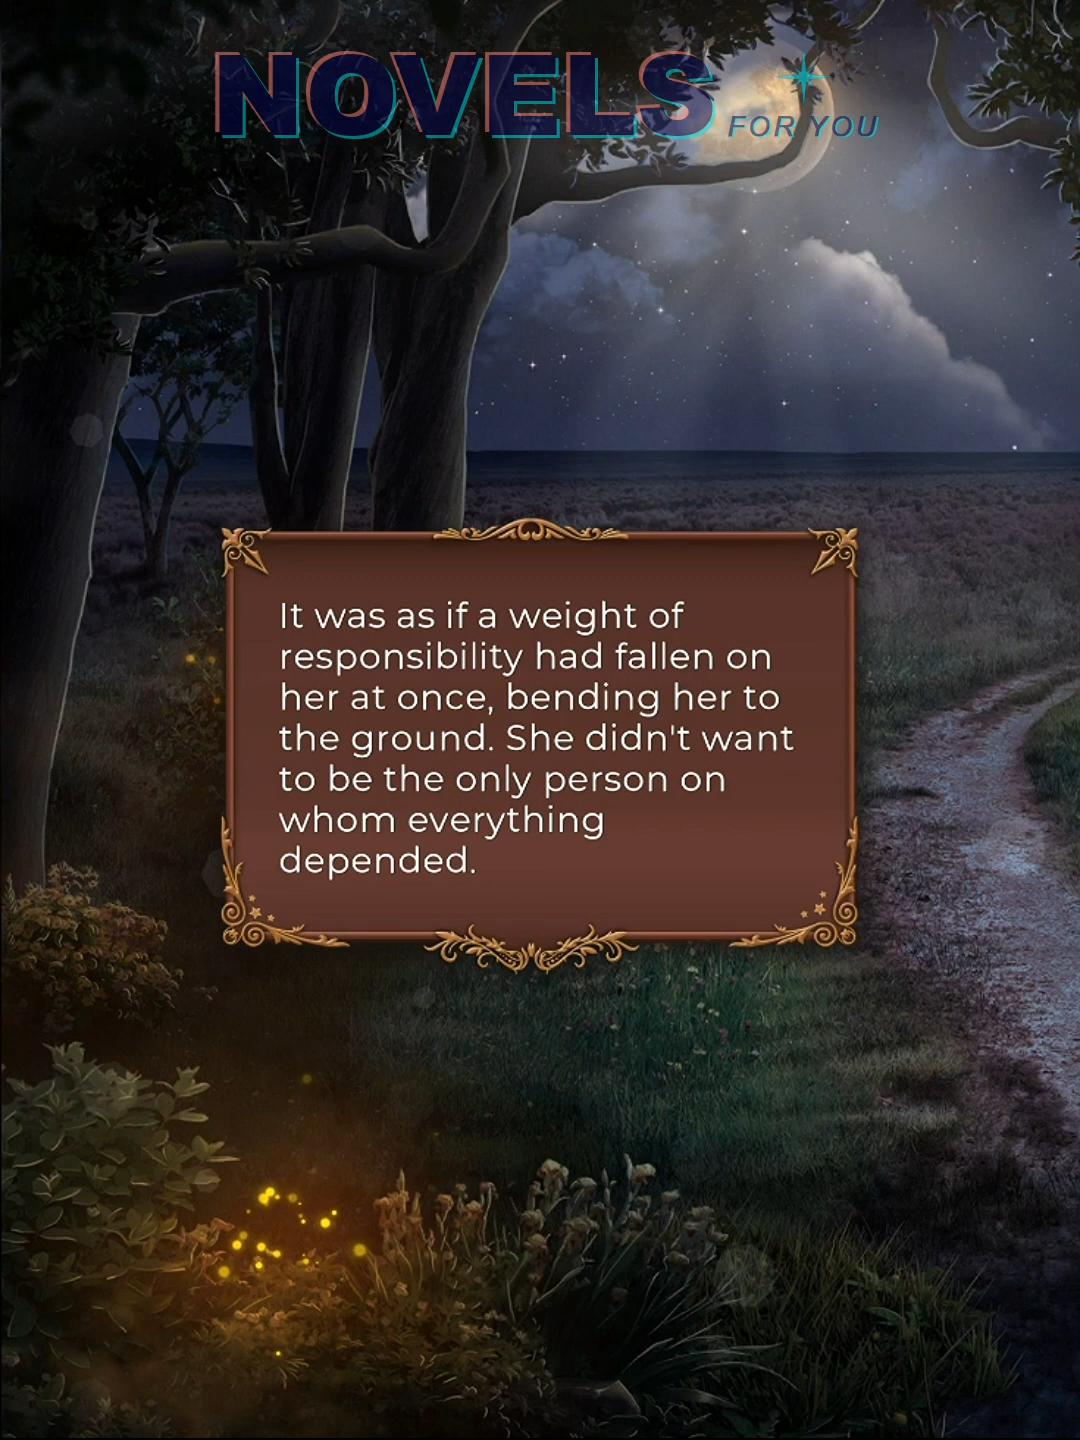 NOVELS
FOR YOU
It was as if a weight of
responsibility had fallen on
her at once, bending her to
the ground. She didn't want
to be the only person on
whom everything
depended.